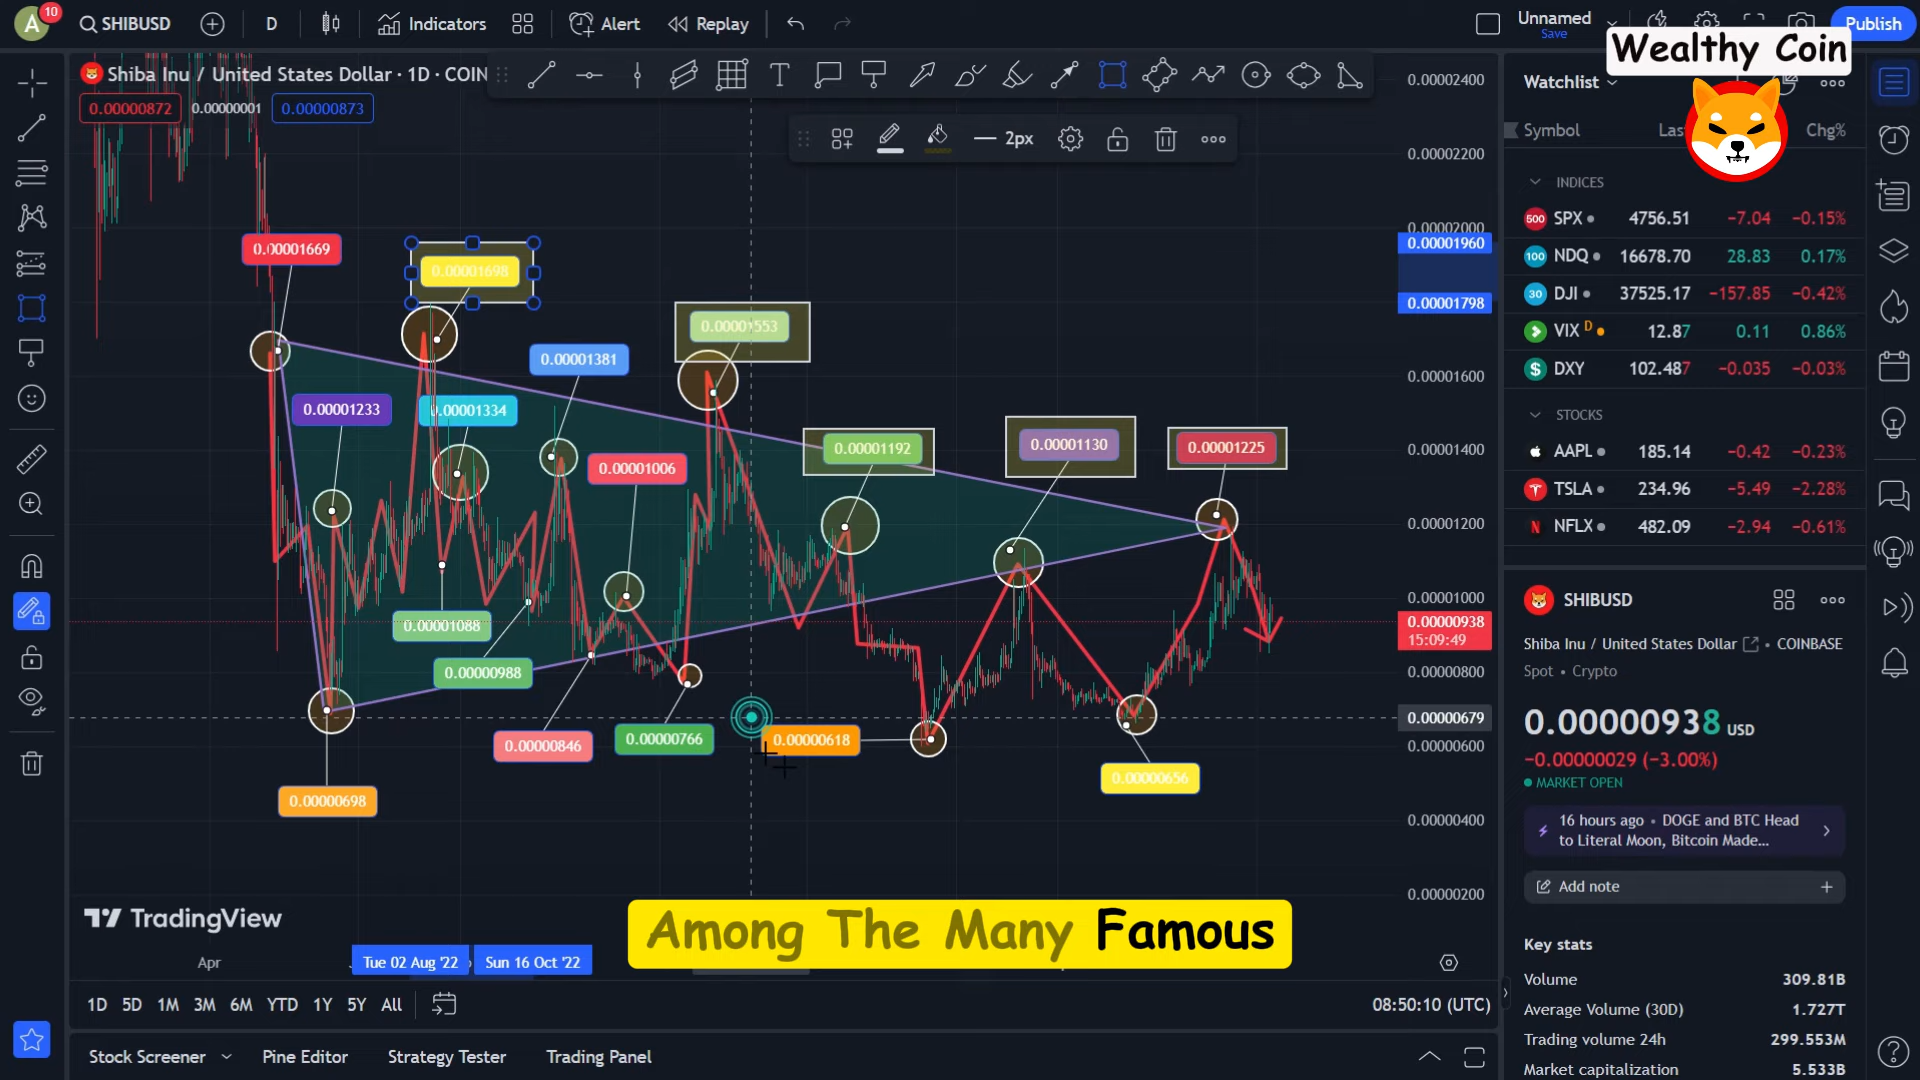 A 10 SHIBUSD D Indicators Alert Replay Unnamed Save Publish
Wealthy Coin
Shiba Inu / United States Dollar · 1D · COIN
0.00000872 0.00000001 0.00000873
2px
0.00001669
0.00001698
0.00001553
0.00001381
0.00001233
0.00001334
0.00001006
0.00001192
0.00001130
0.00001225
0.00001088
0.00000988
0.00000846
0.00000766
0.00000618
0.00000656
0.00000698
0.00002400
0.00002200
0.00002000
0.00001960
0.00001798
0.00001600
0.00001400
0.00001200
0.00001000
0.00000938
15:09:49
0.00000800
0.00000679
0.00000600
0.00000400
0.00000200
TradingView
Among The Many Famous
Apr Tue 02 Aug '22 Sun 16 Oct '22
1D 5D 1M 3M 6M YTD 1Y 5Y All 08:50:10 (UTC)
Stock Screener Pine Editor Strategy Tester Trading Panel
Watchlist
Symbol Las Chg%
INDICES
500 SPX 4756.51 −7.04 −0.15%
100 NDQ 16678.70 28.83 0.17%
30 DJI 37525.17 −157.85 −0.42%
VIX D 12.87 0.11 0.86%
$ DXY 102.487 −0.035 −0.03%
STOCKS
AAPL 185.14 −0.42 −0.23%
TSLA 234.96 −5.49 −2.28%
N NFLX 482.09 −2.94 −0.61%
SHIBUSD
Shiba Inu / United States Dollar • COINBASE
Spot • Crypto
0.00000938 USD
−0.00000029 (−3.00%)
MARKET OPEN
16 hours ago • DOGE and BTC Head
to Literal Moon, Bitcoin Made...
Add note
Key stats
Volume 309.81B
Average Volume (30D) 1.727T
Trading volume 24h 299.553M
Market capitalization 5.533B